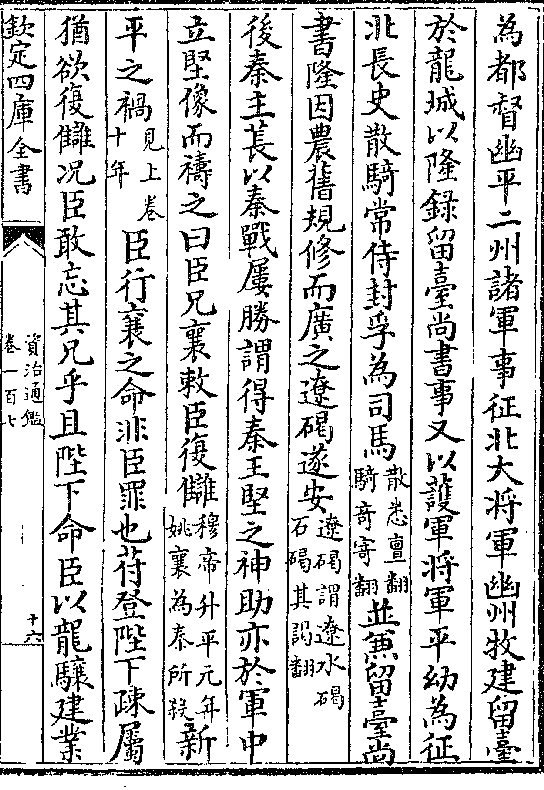 為都督幽平二州諸軍事征北大将軍幽州牧建留臺
於龍城以隆録留臺尚書事又以護軍將軍平幼為征
北長史散騎常侍封孚為司馬散悉亶翻騎奇寄翻並兼留臺尚
書隆因農舊規修而廣之遼碣遂安遼碣謂遼水碣石碣其謁翻
後秦主萇以秦戰屢勝謂得秦王堅之神助亦於軍中
立堅像而禱之曰臣兄襄敕臣復讎穆帝升平元年姚襄為秦所殺新
平之禍見上卷十年臣行襄之命非臣罪也苻登陛下疎屬
猶欲復讎况臣敢忘其兄乎且陛下命臣以龍驤建業
欽定四庫全書
資治通鑑
卷一百七
十六